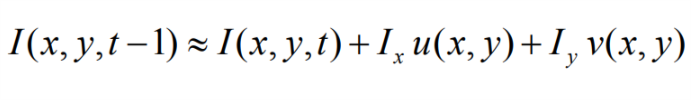 I(x, y, t − 1) ≈ I(x, y, t) + I_x u(x, y) + I_y v(x, y)